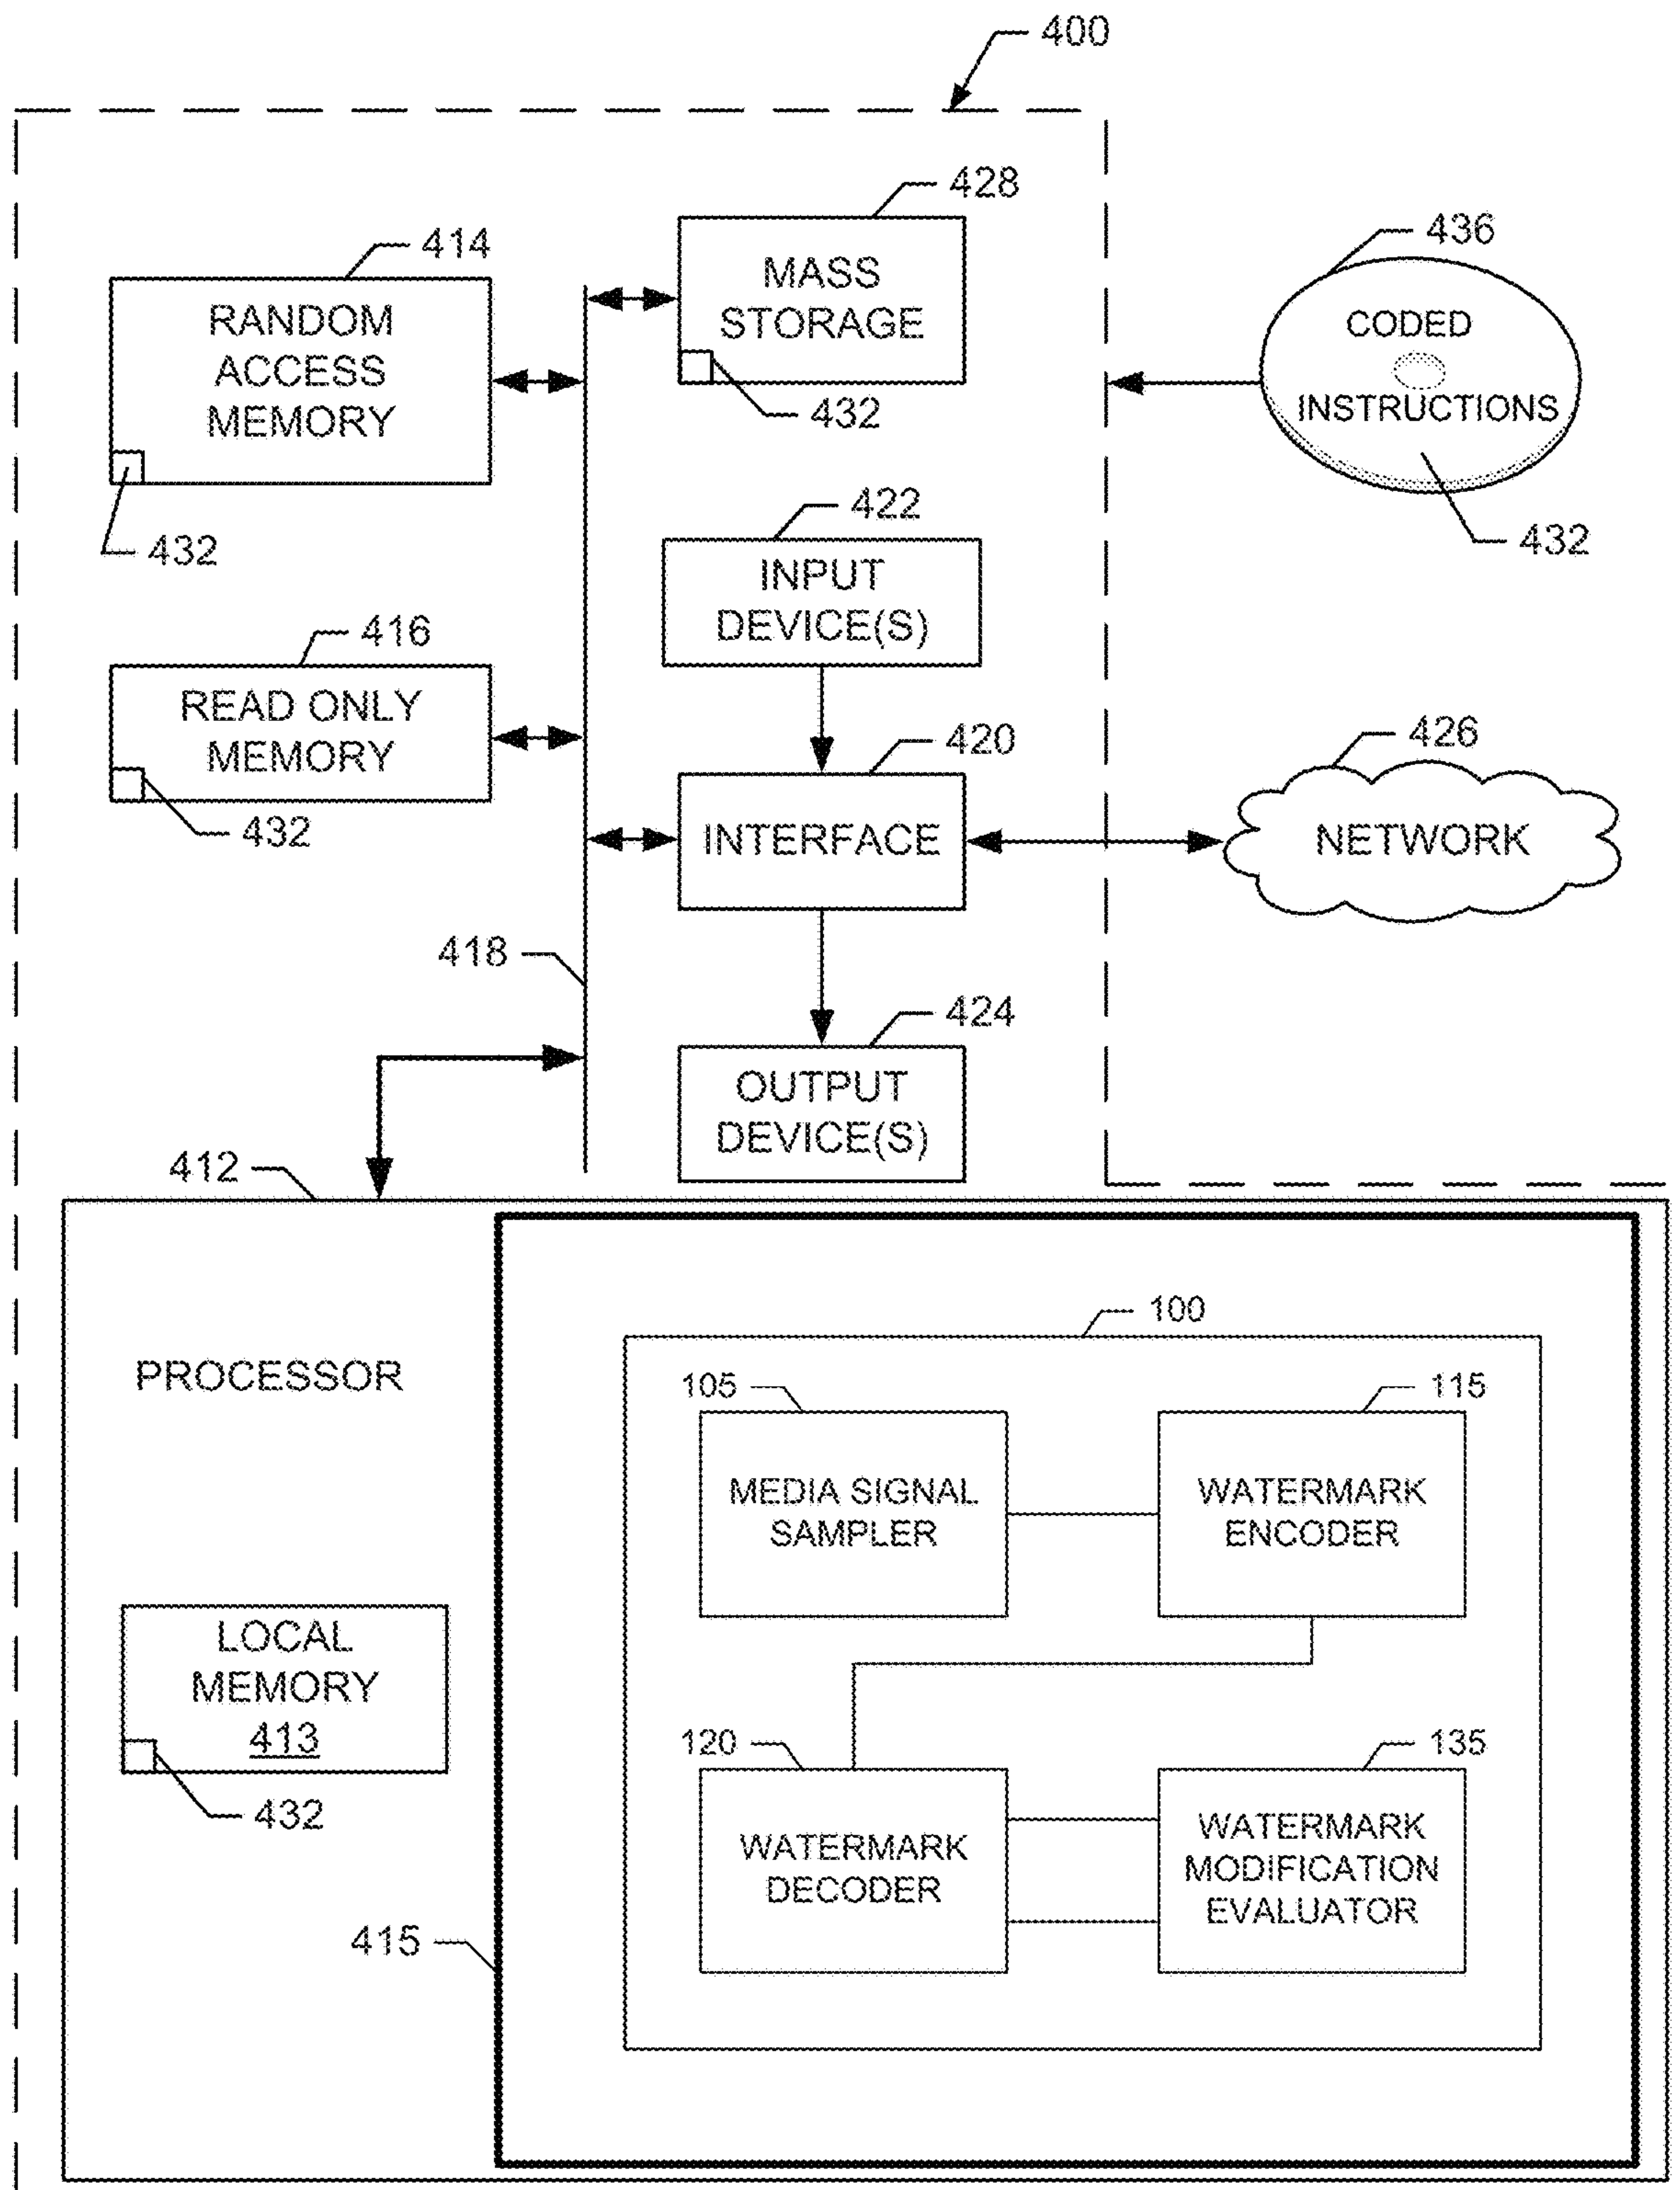 400
428
414
MASS
STORAGE
436
RANDOM
ACCESS
MEMORY
CODED
INSTRUCTIONS
432
432
432
422
INPUT
DEVICE(S)
416
READ ONLY
MEMORY
432
420
INTERFACE
426
NETWORK
418
424
OUTPUT
DEVICE(S)
412
PROCESSOR
100
105
MEDIA SIGNAL
SAMPLER
115
WATERMARK
ENCODER
LOCAL
MEMORY
413
432
120
WATERMARK
DECODER
135
WATERMARK
MODIFICATION
EVALUATOR
415